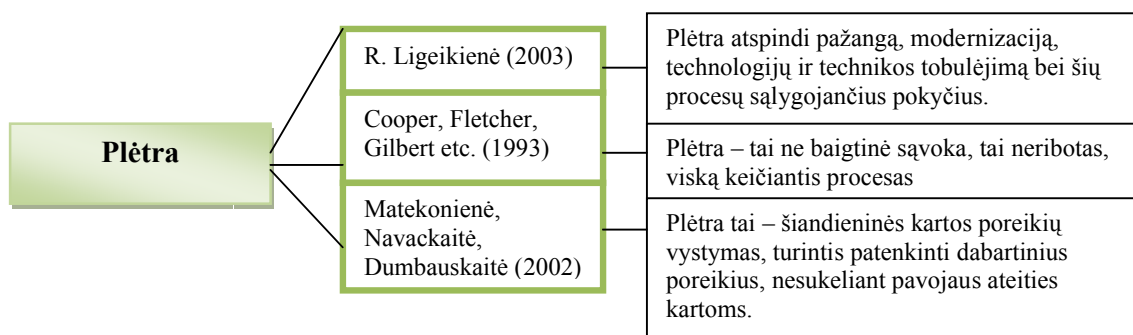 Plėtra
R. Ligeikienė (2003)
Plėtra atspindi pažangą, modernizaciją,
technologijų ir technikos tobulėjimą bei šių
procesų sąlygojančius pokyčius.
Cooper, Fletcher,
Gilbert etc. (1993)
Plėtra – tai ne baigtinė sąvoka, tai neribotas,
viską keičiantis procesas
Matekonienė,
Navackaitė,
Dumbauskaitė (2002)
Plėtra tai – šiandieninės kartos poreikių
vystymas, turintis patenkinti dabartinius
poreikius, nesukeliant pavojaus ateities
kartoms.